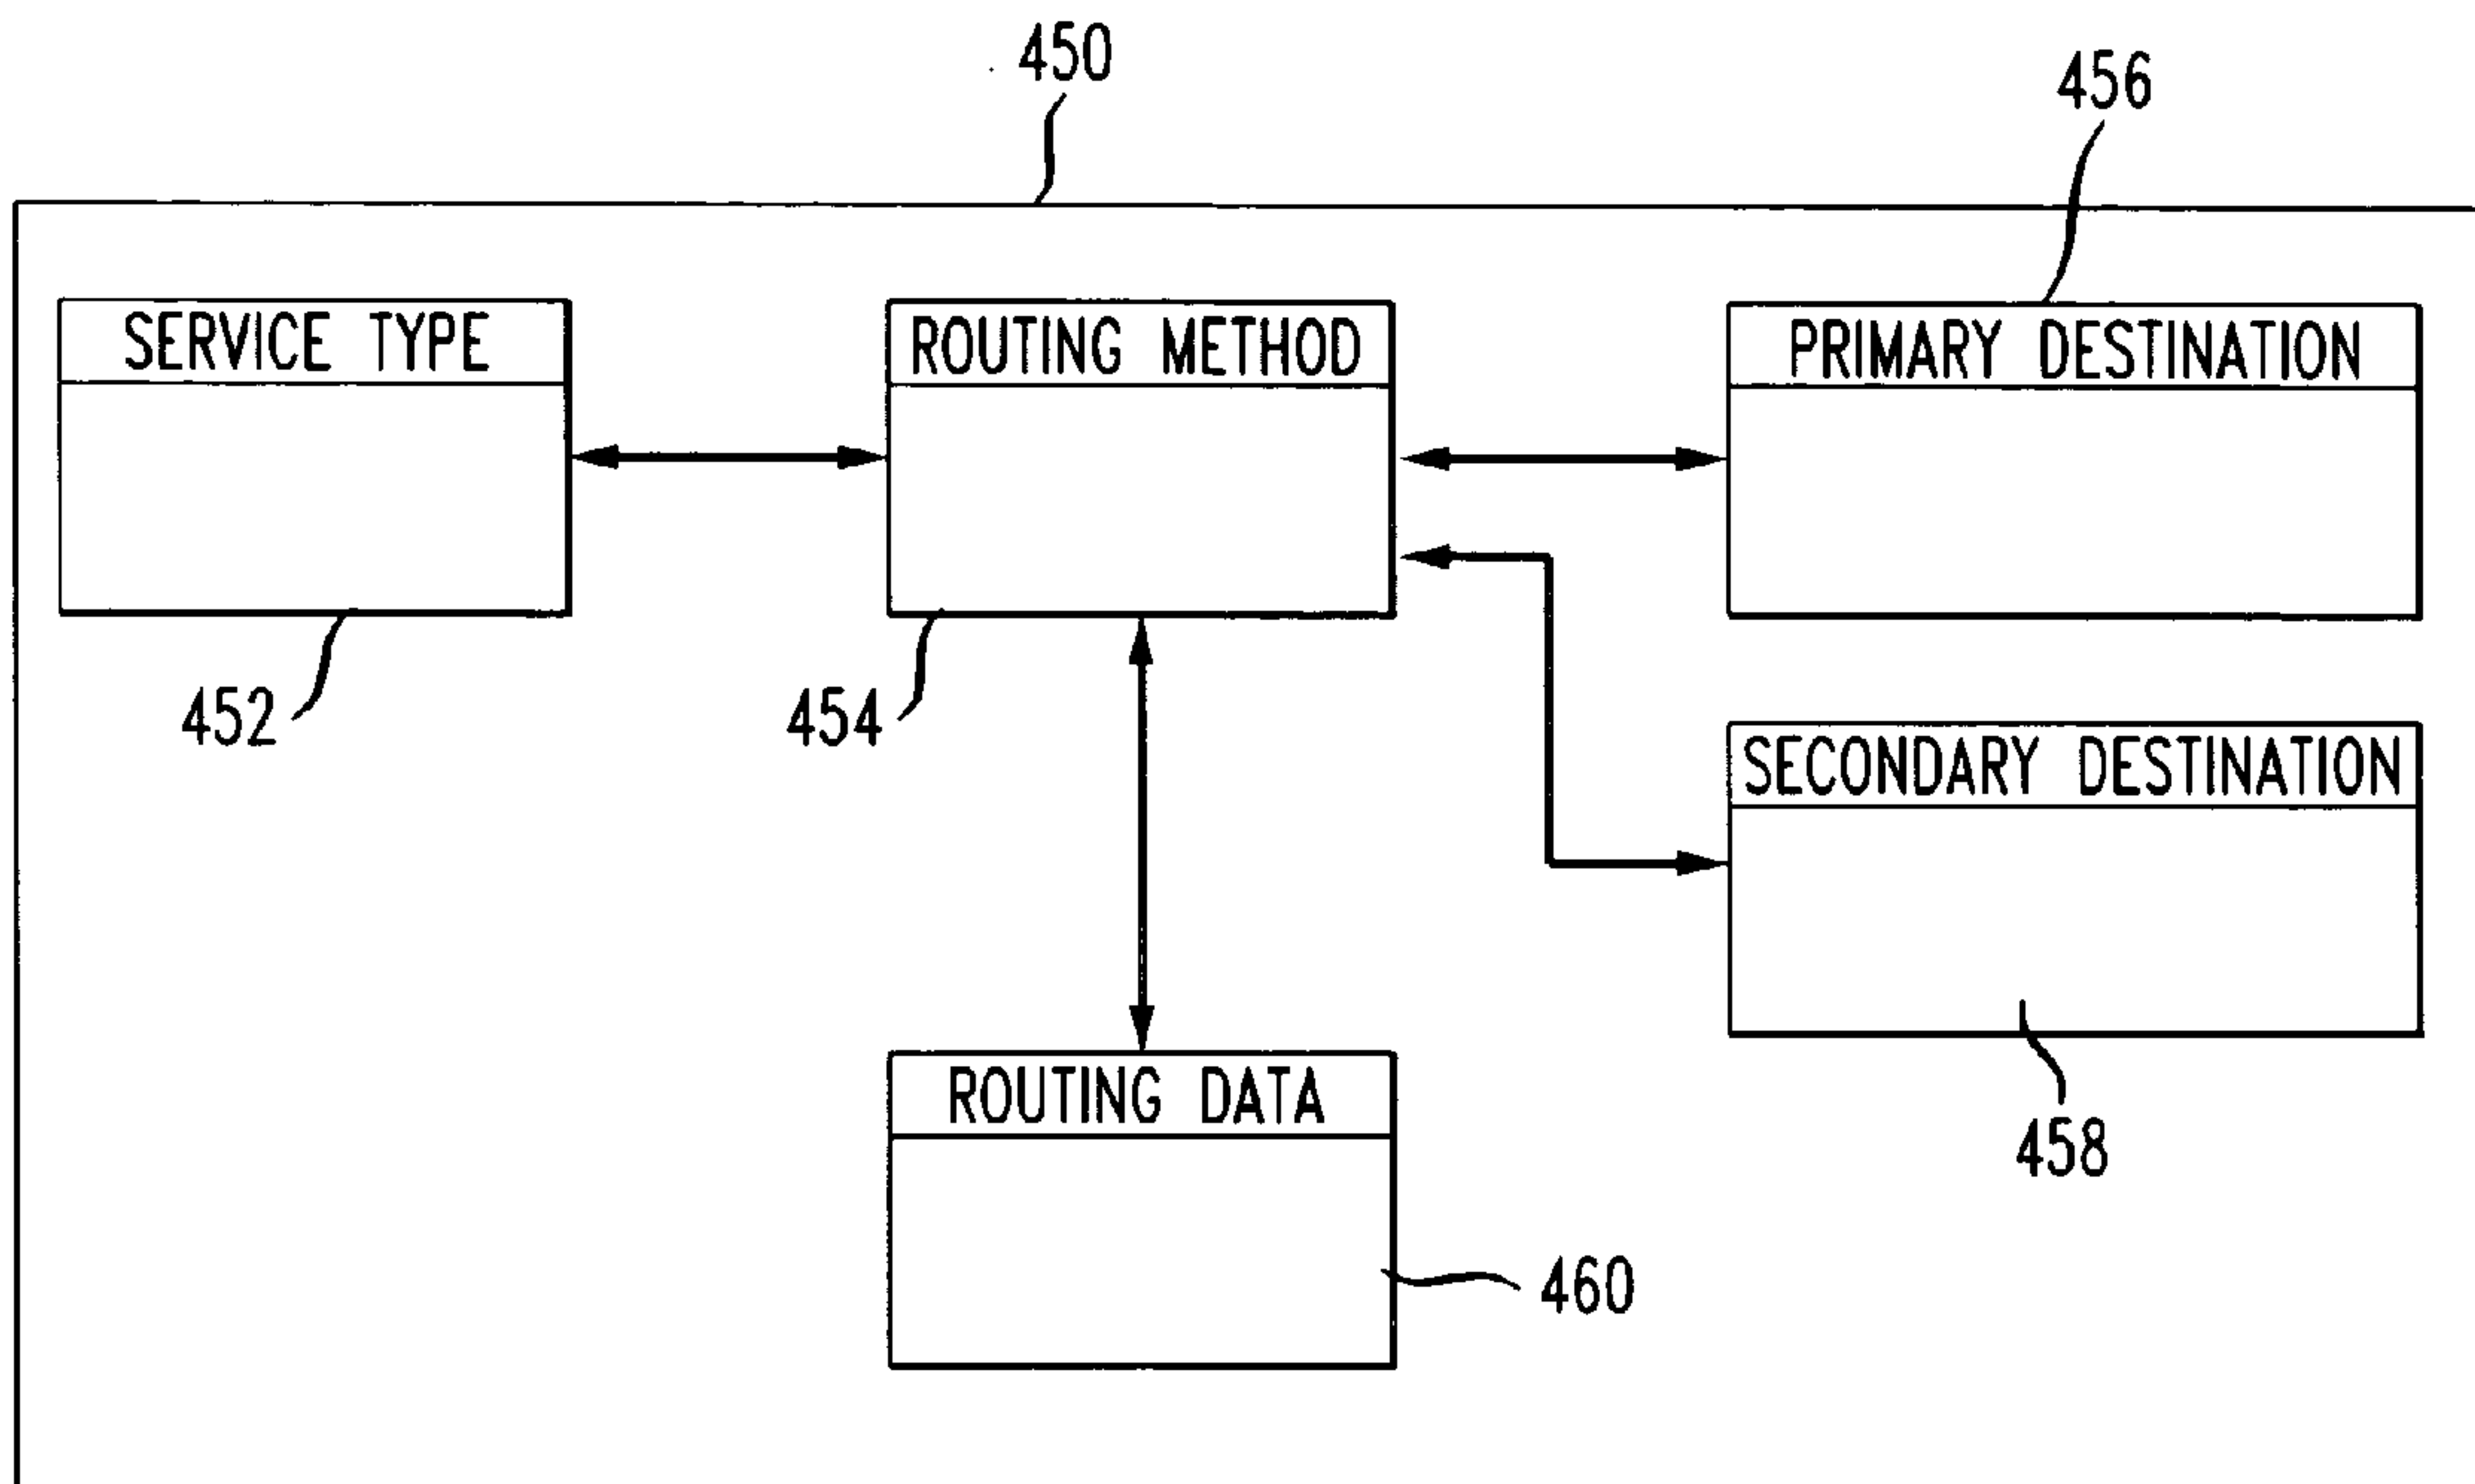 450
456
SERVICE TYPE
ROUTING METHOD
PRIMARY DESTINATION
452
454
SECONDARY DESTINATION
ROUTING DATA
458
460